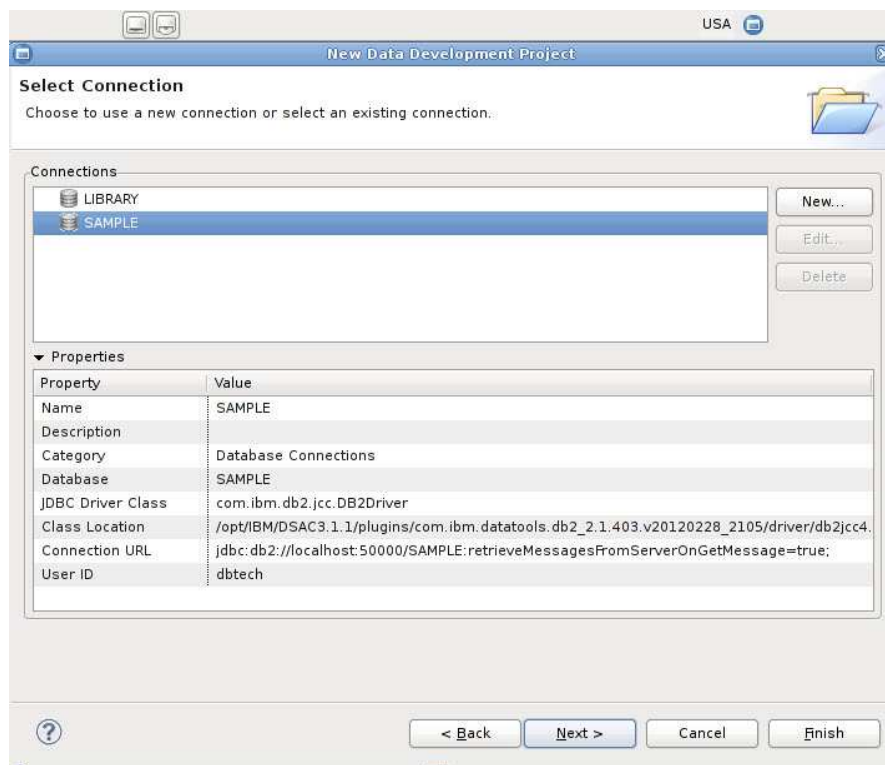 USA
New Data Development Project
Select Connection
Choose to use a new connection or select an existing connection.
Connections
LIBRARY
SAMPLE
New...
Edit...
Delete
Properties
Property Value
Name SAMPLE
Description
Category Database Connections
Database SAMPLE
JDBC Driver Class com.ibm.db2.jcc.DB2Driver
Class Location /opt/IBM/DSAC3.1.1/plugins/com.ibm.datatools.db2_2.1.403.v20120228_2105/driver/db2jcc4.
Connection URL jdbc:db2://localhost:50000/SAMPLE:retrieveMessagesFromServerOnGetMessage=true;
User ID dbtech
? < Back Next > Cancel Finish